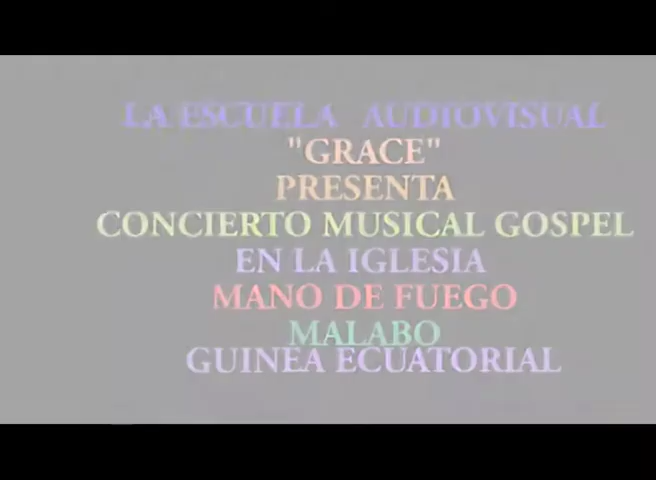 LA ESCUELA AUDIOVISUAL
"GRACE"
PRESENTA
CONCIERTO MUSICAL GOSPEL
EN LA IGLESIA
MANO DE FUEGO
MALABO
GUINEA ECUATORIAL